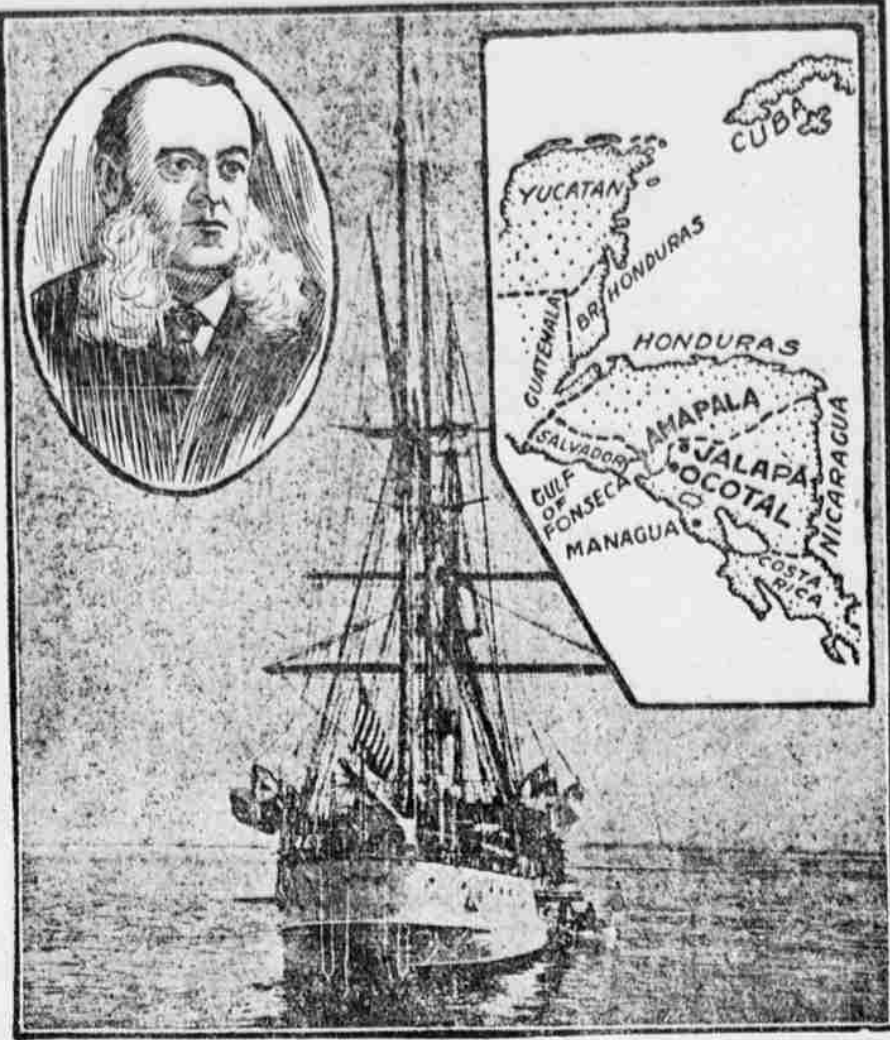 CUBA
YUCATAN
BR. HONDURAS
GUATEMALA
HONDURAS
AMAPALA
SALVADOR
JALAPA
OCOTAL
NICARAGUA
GULF
OF
FONSECA
MANAGUA
COSTA
RICA